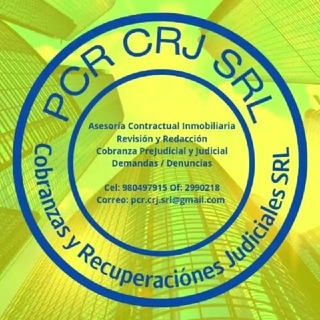 PCR CRJ SRL
Asesoría Contractual Inmobiliaria
Revisión y Redacción
Cobranza PreJudicial y Judicial
Demandas / Denuncias
Cel: 980497915 Of: 2990218
Correo: pcr.crj.srl@gmail.com
Cobranzas y Recuperaciónes Judiciales SRL